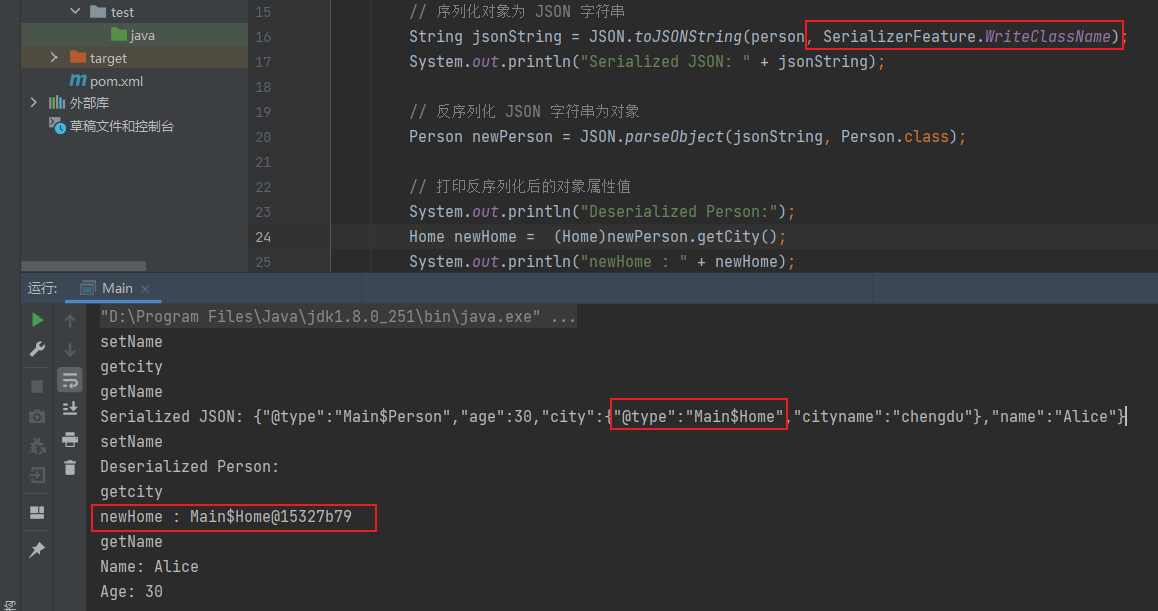 test
java
target
pom.xml
外部库
草稿文件和控制台
15 // 序列化对象为 JSON 字符串
16 String jsonString = JSON.toJSONString(person, SerializerFeature.WriteClassName);
17 System.out.println("Serialized JSON: " + jsonString);
18
19 // 反序列化 JSON 字符串为对象
20 Person newPerson = JSON.parseObject(jsonString, Person.class);
21
22 // 打印反序列化后的对象属性值
23 System.out.println("Deserialized Person:");
24 Home newHome =  (Home)newPerson.getCity();
25 System.out.println("newHome : " + newHome);
运行: Main
"D:\Program Files\Java\jdk1.8.0_251\bin\java.exe" ...
setName
getcity
getName
Serialized JSON: {"@type":"Main$Person","age":30,"city":{"@type":"Main$Home","cityname":"chengdu"},"name":"Alice"}
setName
Deserialized Person:
getcity
newHome : Main$Home@15327b79
getName
Name: Alice
Age: 30